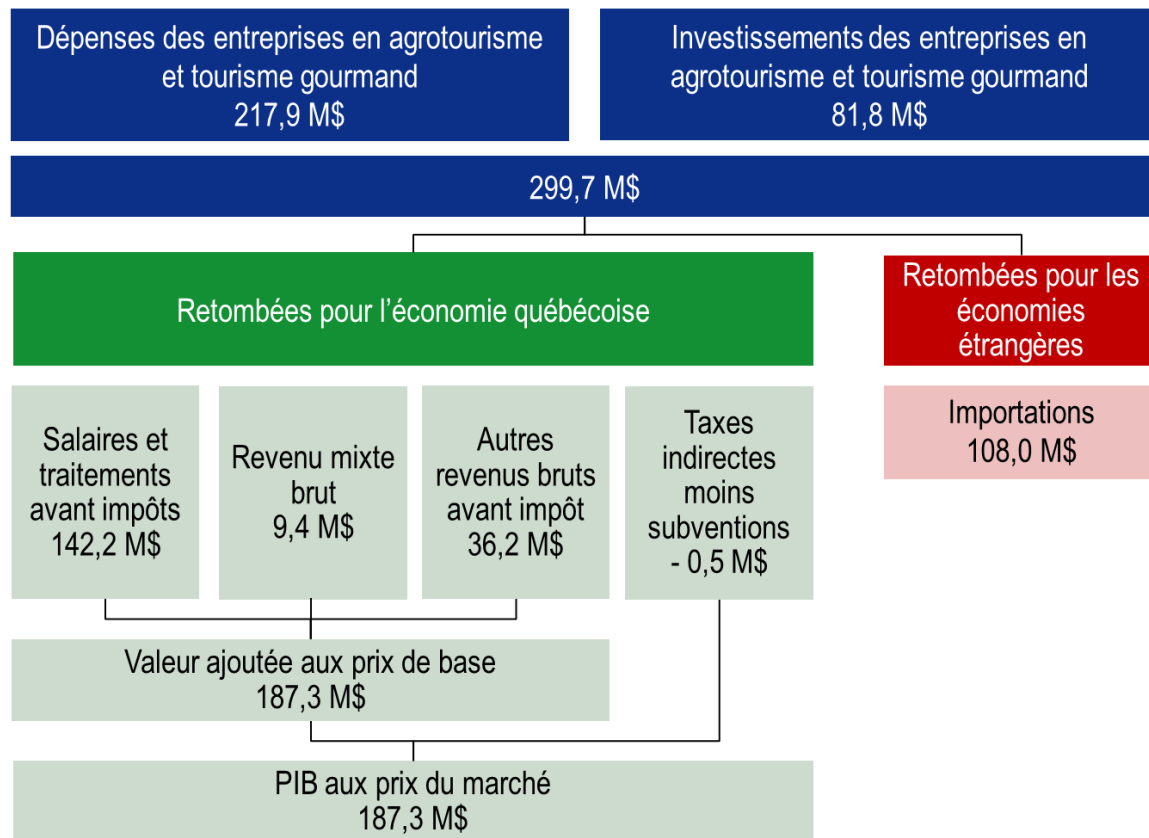 Dépenses des entreprises en agrotourisme
et tourisme gourmand
217,9 M$
Investissements des entreprises en
agrotourisme et tourisme gourmand
81,8 M$
299,7 M$
Retombées pour l’économie québécoise
Retombées pour les
économies
étrangères
Salaires et
traitements
avant impôts
142,2 M$
Revenu mixte
brut
9,4 M$
Autres
revenus bruts
avant impôt
36,2 M$
Taxes
indirectes
moins
subventions
- 0,5 M$
Importations
108,0 M$
Valeur ajoutée aux prix de base
187,3 M$
PIB aux prix du marché
187,3 M$